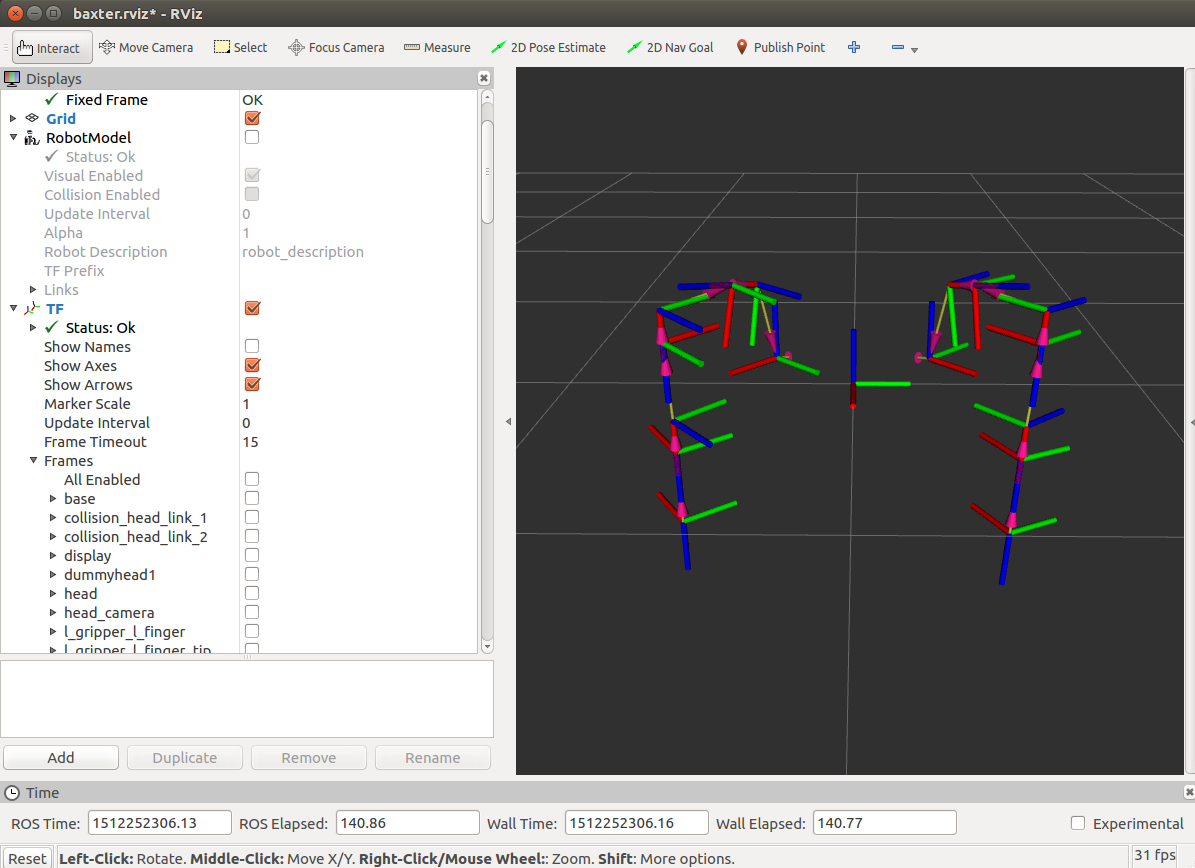 baxter.rviz* - RViz
Interact Move Camera Select Focus Camera Measure 2D Pose Estimate 2D Nav Goal Publish Point
Displays
Fixed Frame OK
Grid
RobotModel
Status: Ok
Visual Enabled
Collision Enabled
Update Interval 0
Alpha 1
Robot Description robot_description
TF Prefix
Links
TF
Status: Ok
Show Names
Show Axes
Show Arrows
Marker Scale 1
Update Interval 0
Frame Timeout 15
Frames
All Enabled
base
collision_head_link_1
collision_head_link_2
display
dummyhead1
head
head_camera
l_gripper_l_finger
l_gripper_l_finger_tip
Add Duplicate Remove Rename
Time
ROS Time: 1512252306.13 ROS Elapsed: 140.86 Wall Time: 1512252306.16 Wall Elapsed: 140.77 Experimental
Reset Left-Click: Rotate. Middle-Click: Move X/Y. Right-Click/Mouse Wheel:: Zoom. Shift: More options. 31 fps